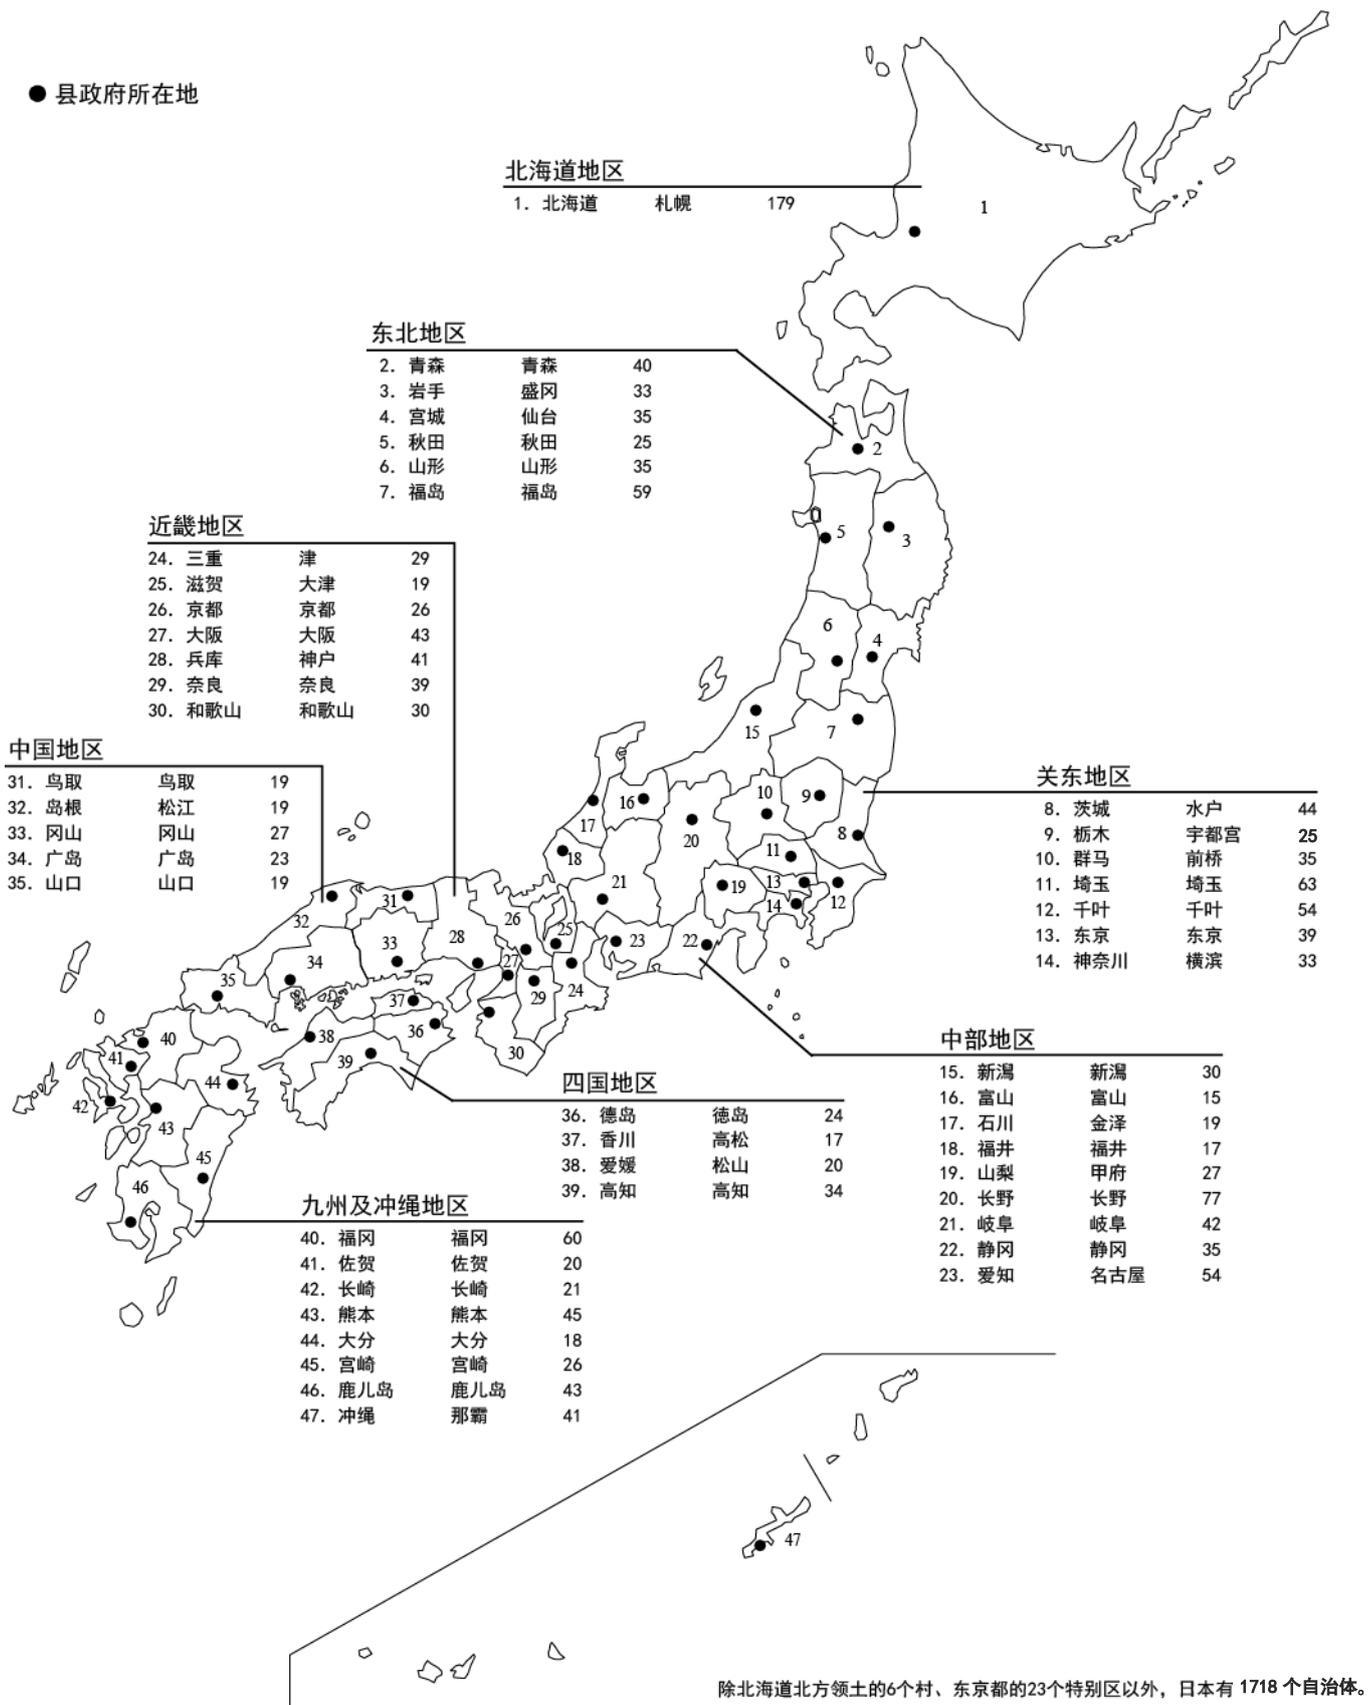 ● 县政府所在地
北海道地区
1. 北海道 札幌 179
东北地区
2. 青森 青森 40
3. 岩手 盛冈 33
4. 宫城 仙台 35
5. 秋田 秋田 25
6. 山形 山形 35
7. 福岛 福岛 59
近畿地区
24. 三重 津 29
25. 滋贺 大津 19
26. 京都 京都 26
27. 大阪 大阪 43
28. 兵库 神户 41
29. 奈良 奈良 39
30. 和歌山 和歌山 30
中国地区
31. 鸟取 鸟取 19
32. 岛根 松江 19
33. 冈山 冈山 27
34. 广岛 广岛 23
35. 山口 山口 19
关东地区
8. 茨城 水户 44
9. 栃木 宇都宫 25
10. 群马 前桥 35
11. 埼玉 埼玉 63
12. 千叶 千叶 54
13. 东京 东京 39
14. 神奈川 横滨 33
中部地区
15. 新潟 新潟 30
16. 富山 富山 15
17. 石川 金泽 19
18. 福井 福井 17
19. 山梨 甲府 27
20. 长野 长野 77
21. 岐阜 岐阜 42
22. 静冈 静冈 35
23. 爱知 名古屋 54
四国地区
36. 德岛 德岛 24
37. 香川 高松 17
38. 爱媛 松山 20
39. 高知 高知 34
九州及冲绳地区
40. 福冈 福冈 60
41. 佐贺 佐贺 20
42. 长崎 长崎 21
43. 熊本 熊本 45
44. 大分 大分 18
45. 宫崎 宫崎 26
46. 鹿儿岛 鹿儿岛 43
47. 冲绳 那霸 41
1
2
5
3
6
4
15
7
10
9
16
17
8
20
18
11
21
19
13
14
12
31
32
26
25
33
28
23
22
34
27
35
29
24
37
38
36
40
39
30
41
44
42
43
45
46
47
除北海道北方领土的6个村、东京都的23个特别区以外，日本有 1718 个自治体。